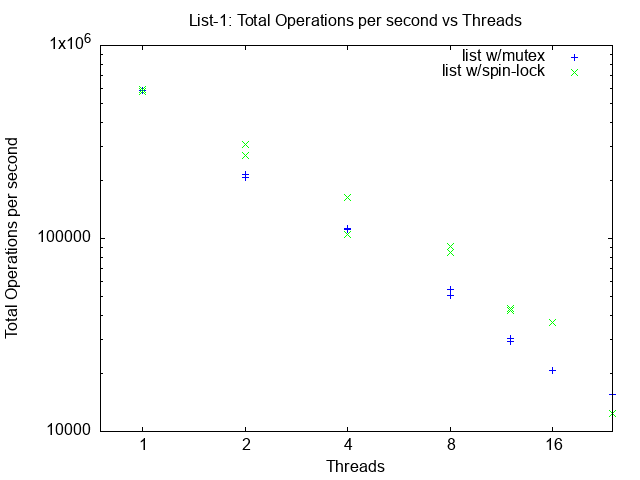 List-1: Total Operations per second vs Threads
1x10^6
100000
10000
Total Operations per second
list w/mutex
list w/spin-lock
1 2 4 8 16
Threads